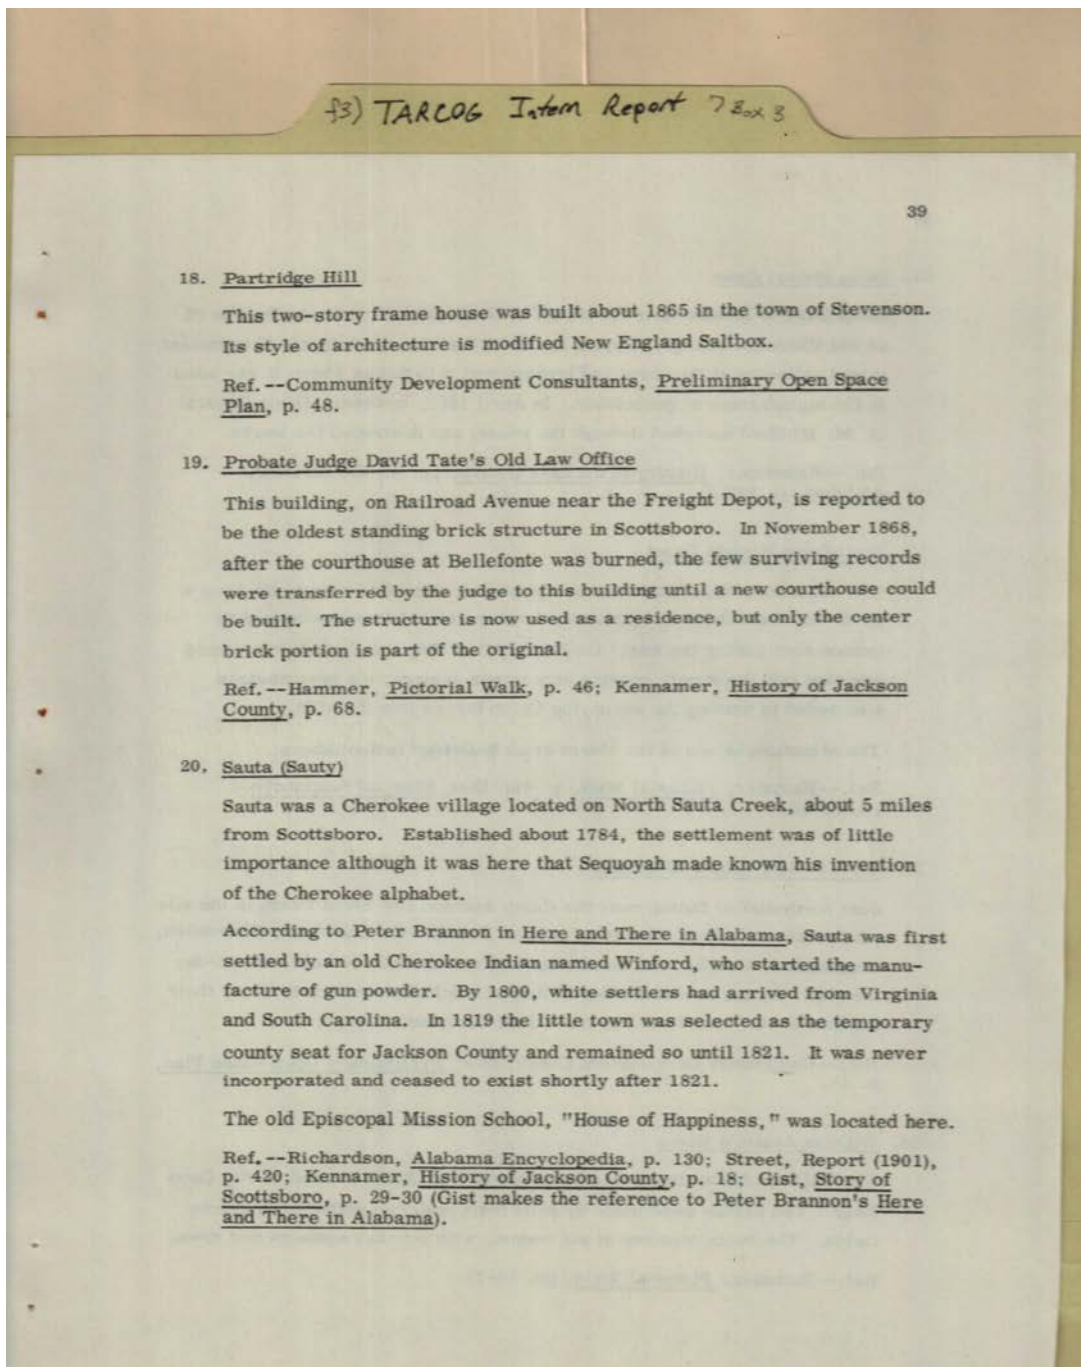 f3) TARCOG Intern Report 7 Box 3
39
18. Partridge Hill
This two-story frame house was built about 1865 in the town of Stevenson.
Its style of architecture is modified New England Saltbox.
Ref.--Community Development Consultants, Preliminary Open Space
Plan, p. 48.
19. Probate Judge David Tate's Old Law Office
This building, on Railroad Avenue near the Freight Depot, is reported to
be the oldest standing brick structure in Scottsboro. In November 1868,
after the courthouse at Bellefonte was burned, the few surviving records
were transferred by the judge to this building until a new courthouse could
be built. The structure is now used as a residence, but only the center
brick portion is part of the original.
Ref.--Hammer, Pictorial Walk, p. 46; Kennamer, History of Jackson
County, p. 68.
20. Sauta (Sauty)
Sauta was a Cherokee village located on North Sauta Creek, about 5 miles
from Scottsboro. Established about 1784, the settlement was of little
importance although it was here that Sequoyah made known his invention
of the Cherokee alphabet.
According to Peter Brannon in Here and There in Alabama, Sauta was first
settled by an old Cherokee Indian named Winford, who started the manu-
facture of gun powder. By 1800, white settlers had arrived from Virginia
and South Carolina. In 1819 the little town was selected as the temporary
county seat for Jackson County and remained so until 1821. It was never
incorporated and ceased to exist shortly after 1821.
The old Episcopal Mission School, "House of Happiness," was located here.
Ref.--Richardson, Alabama Encyclopedia, p. 130; Street, Report (1901),
p. 420; Kennamer, History of Jackson County, p. 18; Gist, Story of
Scottsboro, p. 29-30 (Gist makes the reference to Peter Brannon's Here
and There in Alabama).